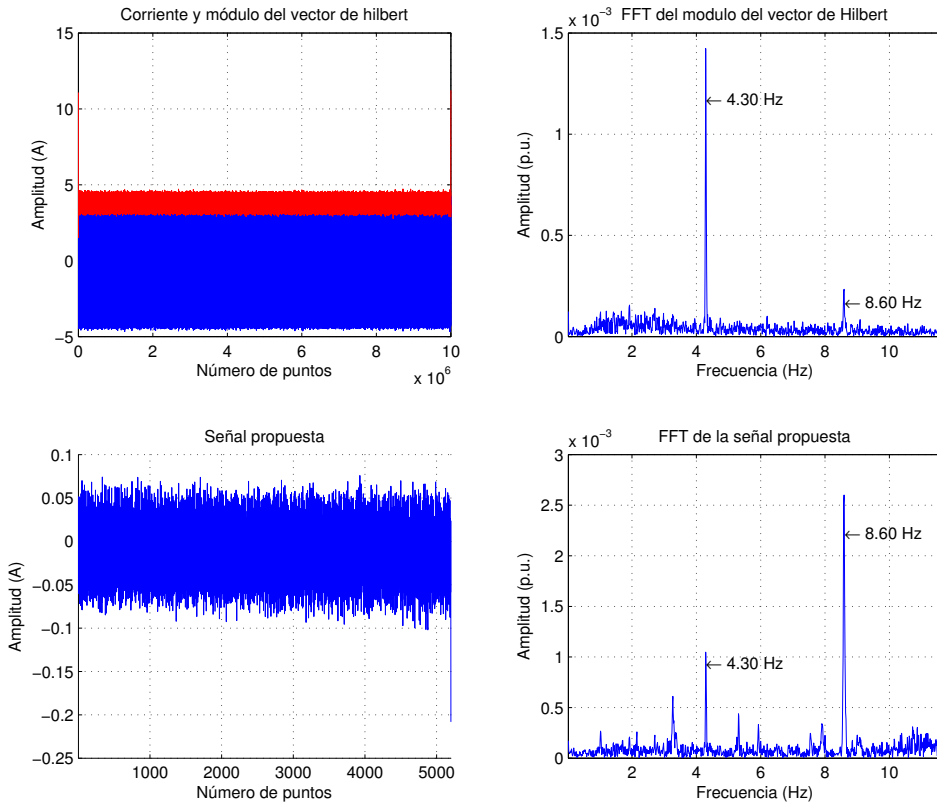 Corriente y módulo del vector de hilbert
15
10
5
0
−5
Amplitud (A)
0 2 4 6 8 10
Número de puntos
x 10^6
FFT del modulo del vector de Hilbert
x 10^−3
1.5
1
0.5
0
Amplitud (p.u.)
← 4.30 Hz
← 8.60 Hz
2 4 6 8 10
Frecuencia (Hz)
Señal propuesta
0.1
0.05
0
−0.05
−0.1
−0.15
−0.2
−0.25
Amplitud (A)
1000 2000 3000 4000 5000
Número de puntos
FFT de la señal propuesta
x 10^−3
3
2.5
2
1.5
1
0.5
0
Amplitud (p.u.)
← 8.60 Hz
← 4.30 Hz
2 4 6 8 10
Frecuencia (Hz)